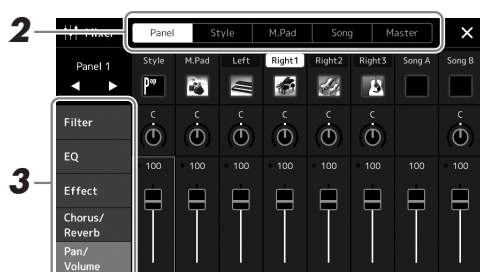 2
Mixer
Panel Style M.Pad Song Master
Panel 1
Style M.Pad Left Right1 Right2 Right3 Song A Song B
Pop
C C C C C C C
100 100 100 100 100 100 100 100
3
Filter
EQ
Effect
Chorus/
Reverb
Pan/
Volume